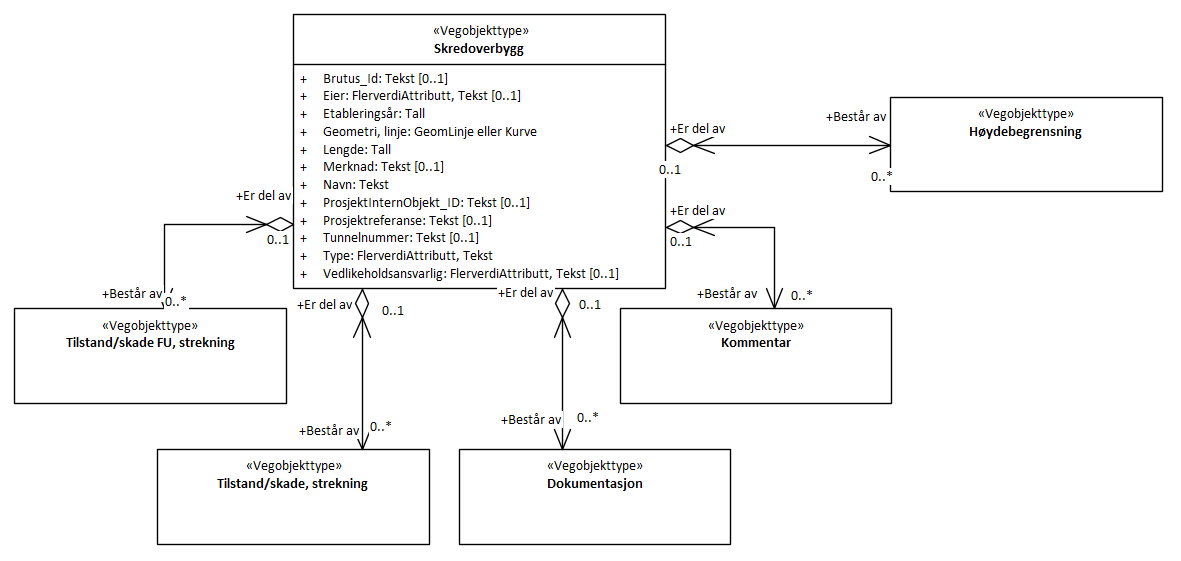 «Vegobjekttype»
Skredoverbygg
+ Brutus_Id: Tekst [0..1]
+ Eier: FlerverdiAttributt, Tekst [0..1]
+ Etableringsår: Tall
+ Geometri, linje: GeomLinje eller Kurve
+ Lengde: Tall
+ Merknad: Tekst [0..1]
+ Navn: Tekst
+ ProsjektInternObjekt_ID: Tekst [0..1]
+ Prosjektreferanse: Tekst [0..1]
+ Tunnelnummer: Tekst [0..1]
+ Type: FlerverdiAttributt, Tekst
+ Vedlikeholdsansvarlig: FlerverdiAttributt, Tekst [0..1]
+Er del av
0..1
+Består av
0..*
«Vegobjekttype»
Høydebegrensning
+Er del av
0..1
+Består av
0..*
«Vegobjekttype»
Kommentar
+Er del av
0..1
+Består av
0..*
«Vegobjekttype»
Tilstand/skade FU, strekning
+Er del av
0..1
+Består av
0..*
«Vegobjekttype»
Tilstand/skade, strekning
+Er del av
0..1
+Består av
0..*
«Vegobjekttype»
Dokumentasjon